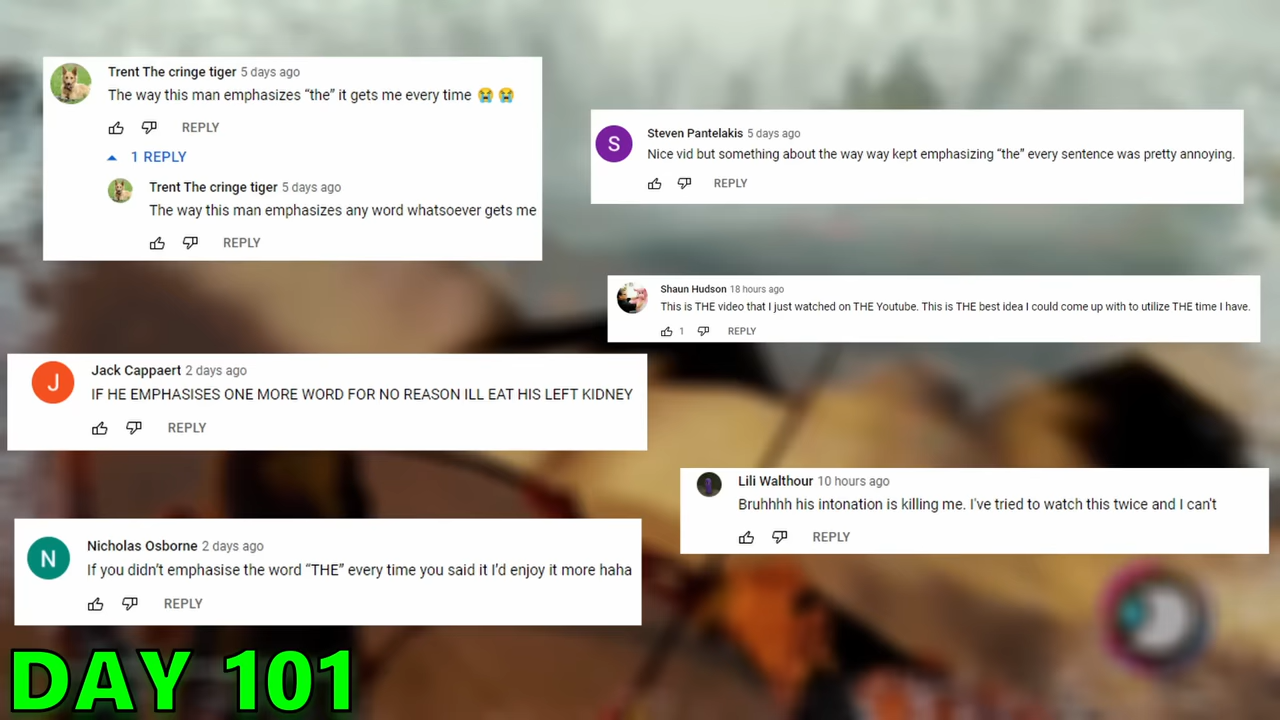 Trent The cringe tiger 5 days ago
The way this man emphasizes “the” it gets me every time 😭 😭
REPLY
1 REPLY
Trent The cringe tiger 5 days ago
The way this man emphasizes any word whatsoever gets me
REPLY
S
Steven Pantelakis 5 days ago
Nice vid but something about the way way kept emphasizing “the” every sentence was pretty annoying.
REPLY
Shaun Hudson 18 hours ago
This is THE video that I just watched on THE Youtube. This is THE best idea I could come up with to utilize THE time I have.
1 REPLY
J
Jack Cappaert 2 days ago
IF HE EMPHASISES ONE MORE WORD FOR NO REASON ILL EAT HIS LEFT KIDNEY
REPLY
Lili Walthour 10 hours ago
Bruhhhh his intonation is killing me. I've tried to watch this twice and I can't
REPLY
N
Nicholas Osborne 2 days ago
If you didn’t emphasise the word “THE” every time you said it I’d enjoy it more haha
REPLY
DAY 101